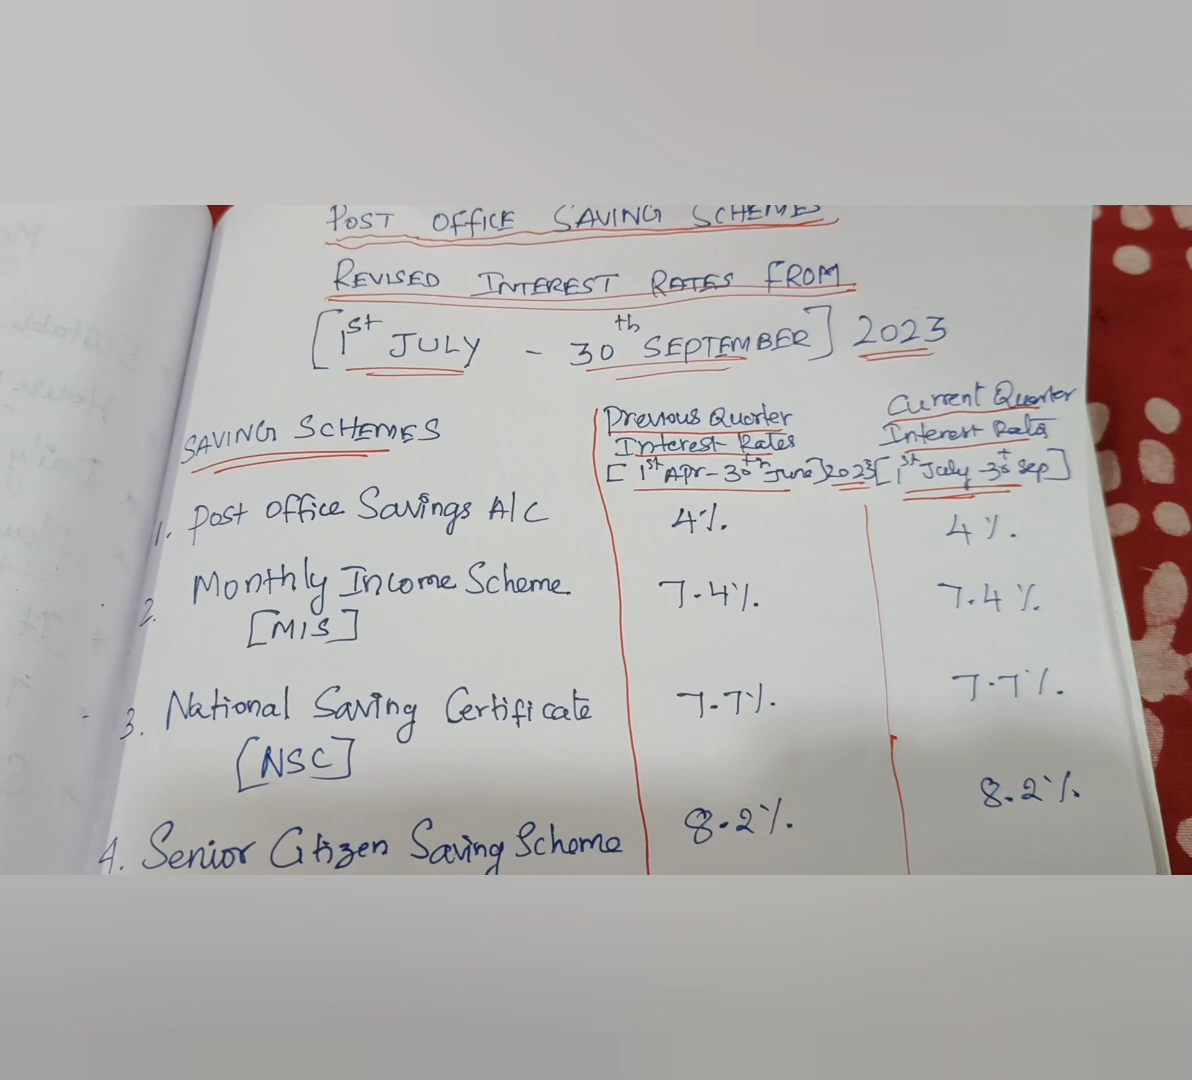 POST OFFICE SAVING SCHEMES
REVISED INTEREST RATES FROM
[1st JULY - 30th SEPTEMBER] 2023
SAVING SCHEMES
Previous Quarter
Interest Rates
[1st Apr - 30th June] 2023
Current Quarter
Interest Rates
[1st July - 30t Sep]
1. Post Office Savings A/C 4%. 4%.
2. Monthly Income Scheme 7.4%. 7.4%.
[MIS]
3. National Saving Certificate 7.7%. 7.7%.
[NSC]
4. Senior Citizen Saving Scheme 8.2%. 8.2%.